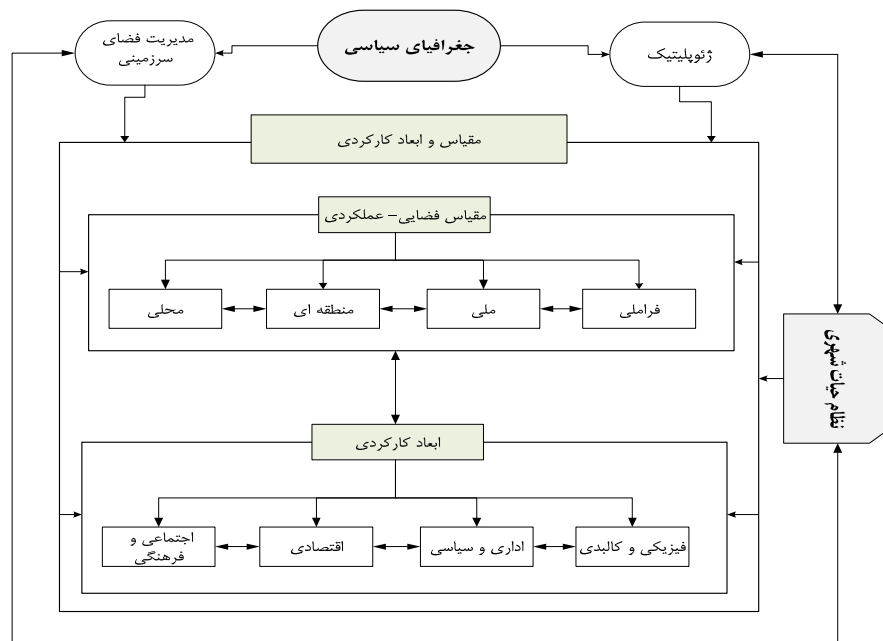 جغرافیای سیاسی
ژئوپلیتیک
مدیریت فضای
سرزمینی
مقیاس و ابعاد کارکردی
مقیاس فضایی– عملکردی
فراملی
ملی
منطقه ای
محلی
نظام حیات شهری
ابعاد کارکردی
فیزیکی و کالبدی
اداری و سیاسی
اقتصادی
اجتماعی و
فرهنگی